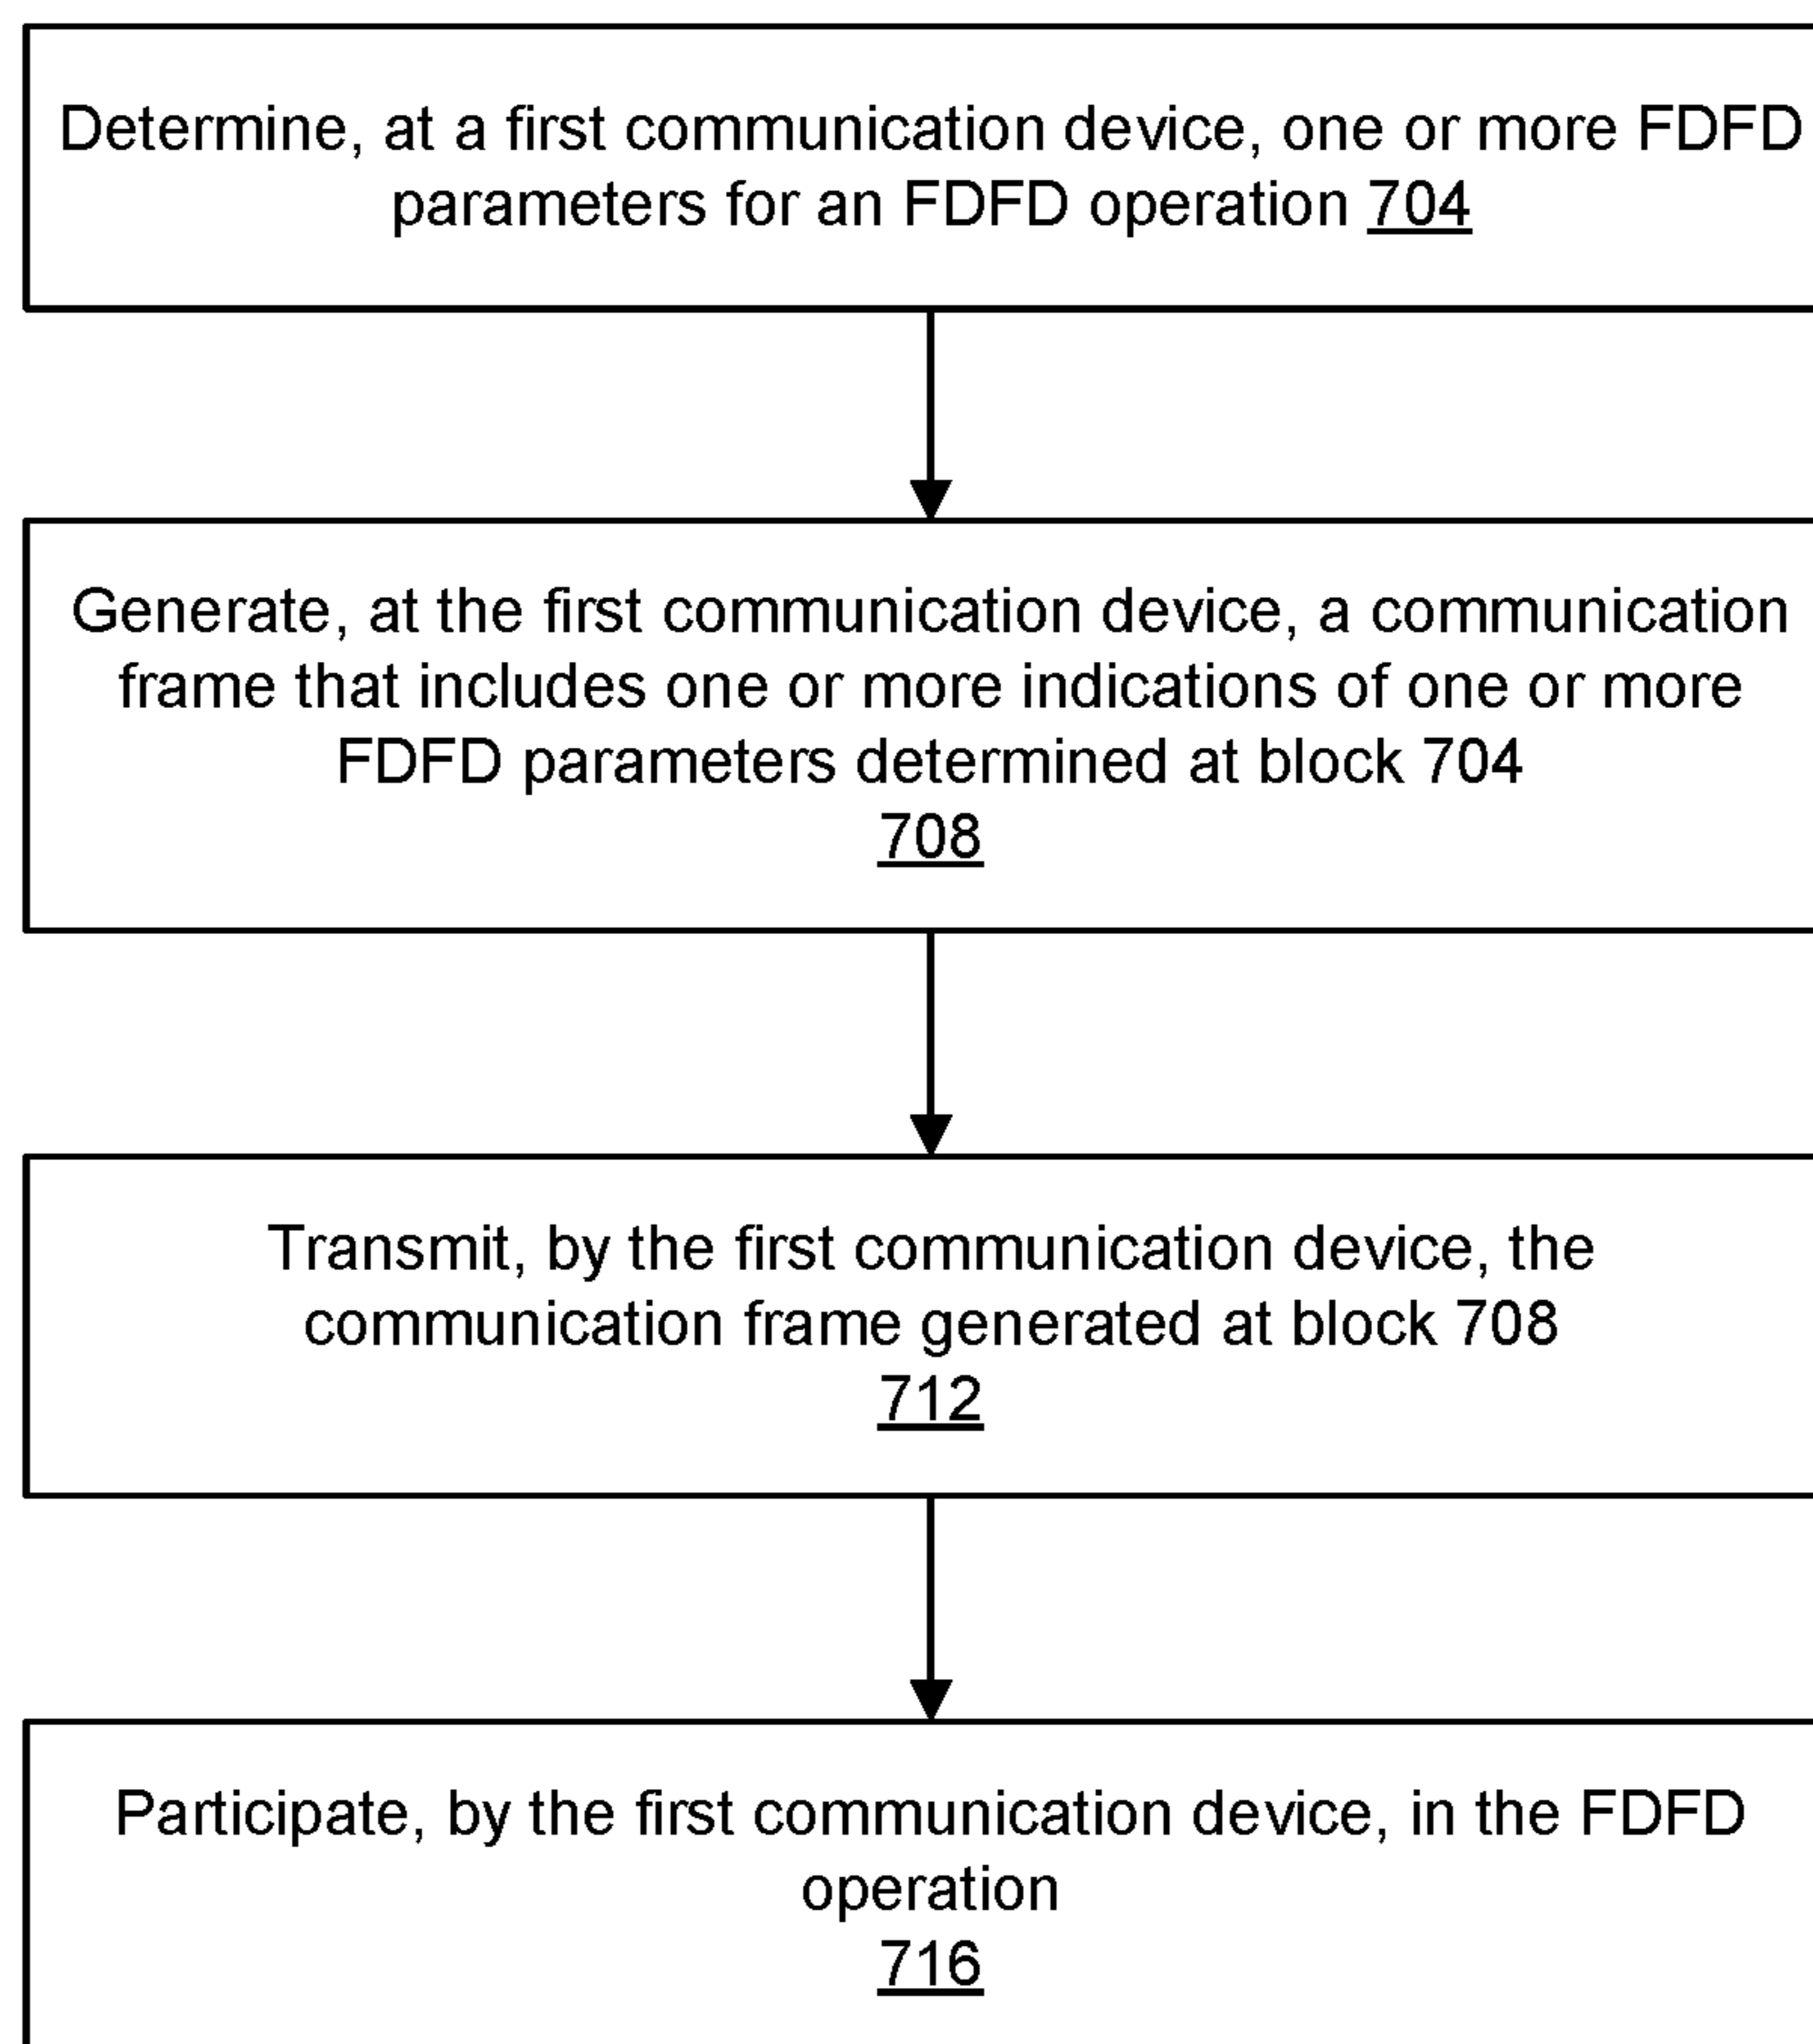 Determine, at a first communication device, one or more FDFD
parameters for an FDFD operation 704
Generate, at the first communication device, a communication
frame that includes one or more indications of one or more
FDFD parameters determined at block 704
708
Transmit, by the first communication device, the
communication frame generated at block 708
712
Participate, by the first communication device, in the FDFD
operation
716